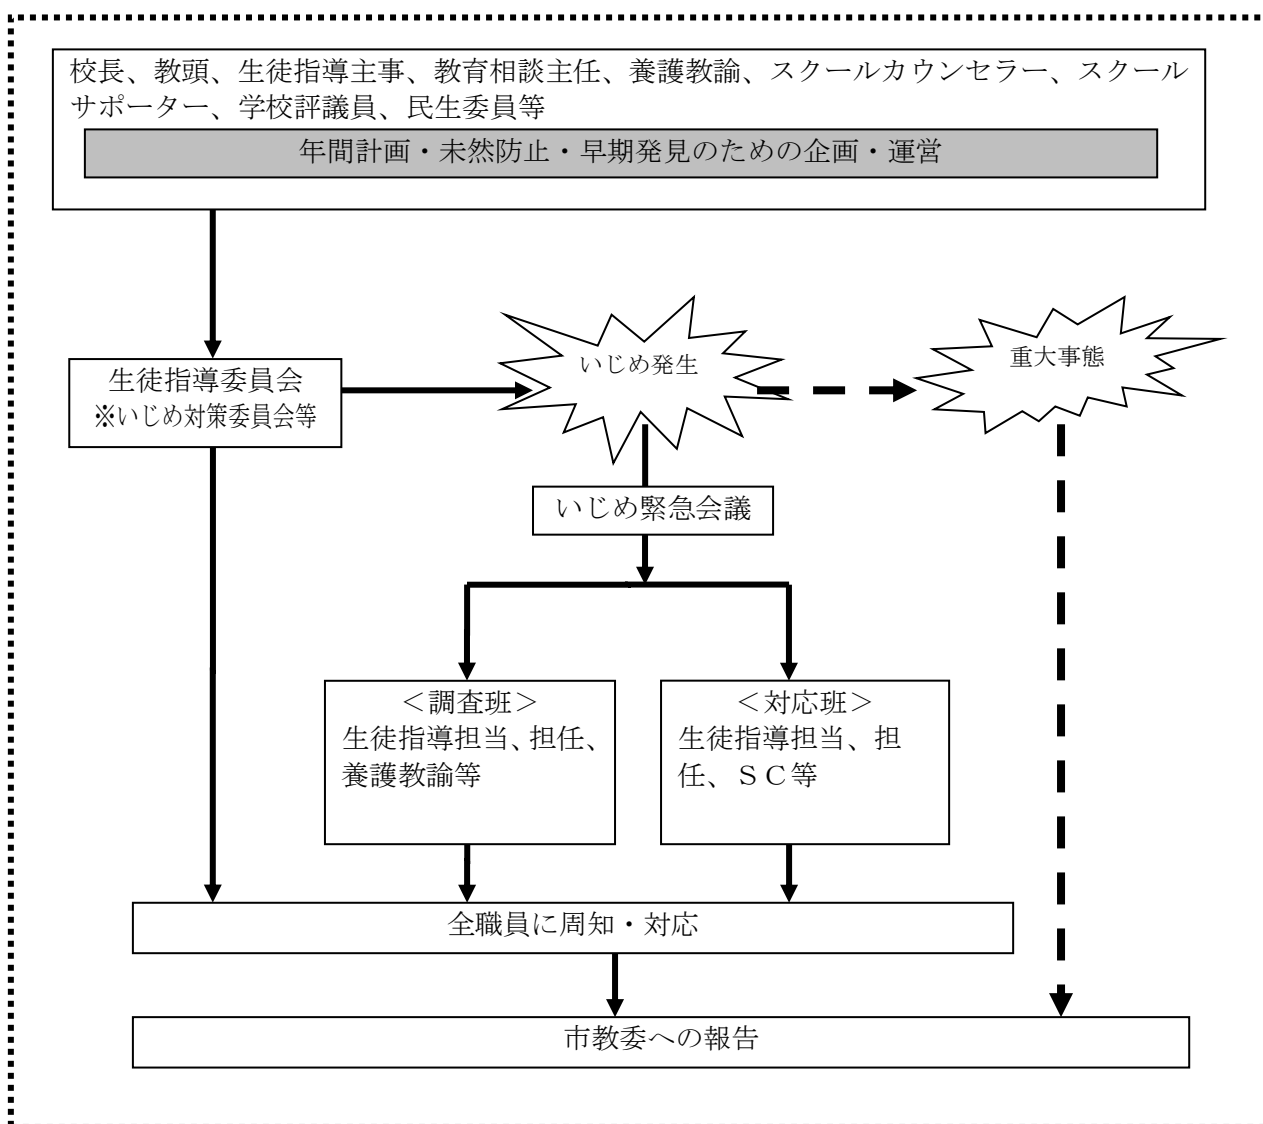 校長、教頭、生徒指導主事、教育相談主任、養護教諭、スクールカウンセラー、スクール
サポーター、学校評議員、民生委員等
年間計画・未然防止・早期発見のための企画・運営
いじめ発生
重大事態
生徒指導委員会
※いじめ対策委員会等
いじめ緊急会議
＜調査班＞
生徒指導担当、担任、
養護教諭等
＜対応班＞
生徒指導担当、担
任、ＳＣ等
全職員に周知・対応
市教委への報告